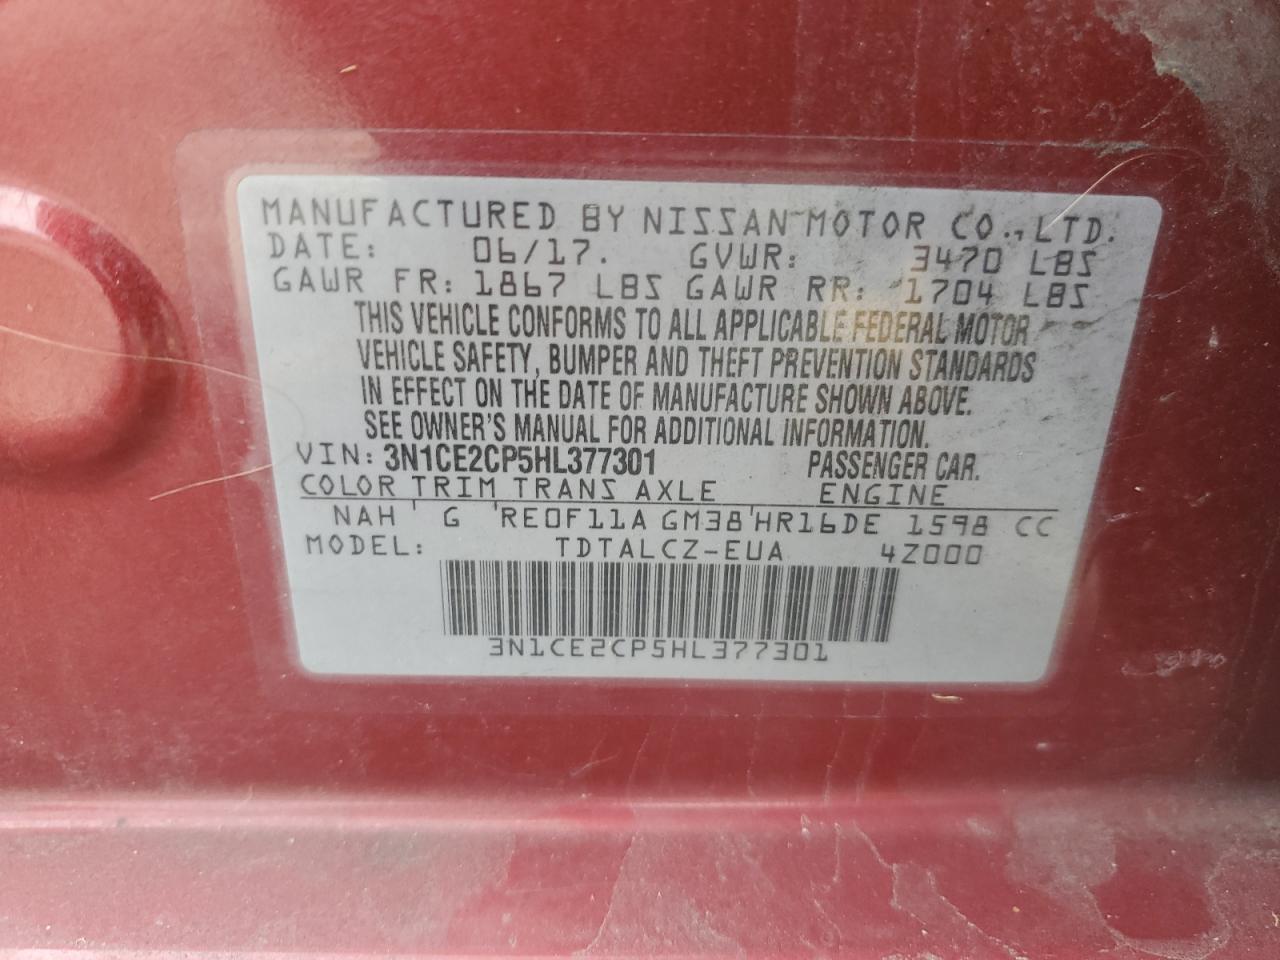 MANUFACTURED BY NISSAN MOTOR CO., LTD.
DATE: 06/17. GVWR: 3470 LBS
GAWR FR: 1867 LBS GAWR RR: 1704 LBS
THIS VEHICLE CONFORMS TO ALL APPLICABLE FEDERAL MOTOR
VEHICLE SAFETY, BUMPER AND THEFT PREVENTION STANDARDS
IN EFFECT ON THE DATE OF MANUFACTURE SHOWN ABOVE.
SEE OWNER'S MANUAL FOR ADDITIONAL INFORMATION.
VIN: 3N1CE2CP5HL377301 PASSENGER CAR.
COLOR TRIM TRANS AXLE ENGINE
NAH G RE0F11A GM38 HR16DE 1598 CC
MODEL: TDTALCZ-EUA 4Z000
3N1CE2CP5HL377301